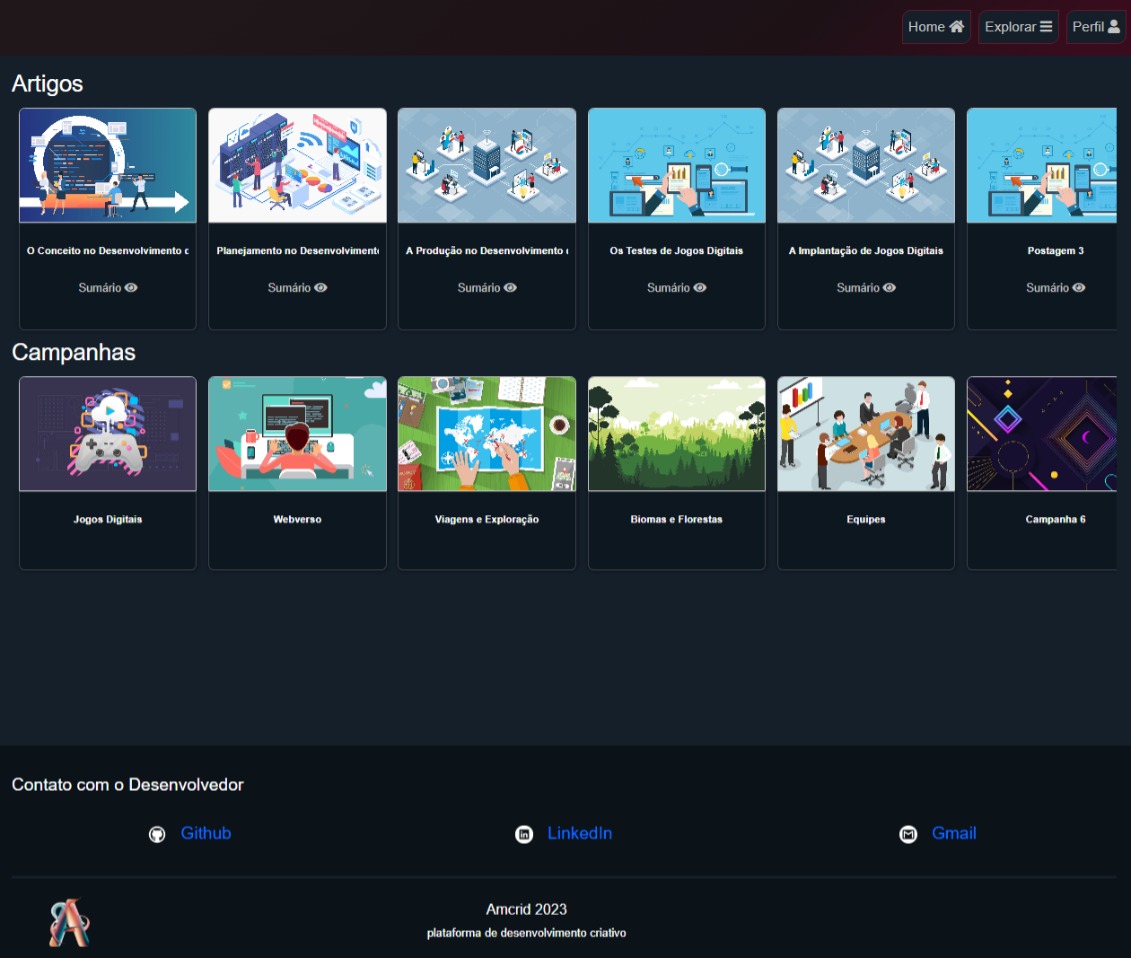 Home
Explorar
Perfil
Artigos
O Conceito no Desenvolvimento d
Planejamento no Desenvolvimento
A Produção no Desenvolvimento
Os Testes de Jogos Digitais
A Implantação de Jogos Digitais
Postagem 3
Sumário
Sumário
Sumário
Sumário
Sumário
Sumário
Campanhas
Jogos Digitais
Webverso
Viagens e Exploração
Biomas e Florestas
Equipes
Campanha 6
Contato com o Desenvolvedor
Github
LinkedIn
Gmail
Amcrid 2023
plataforma de desenvolvimento criativo